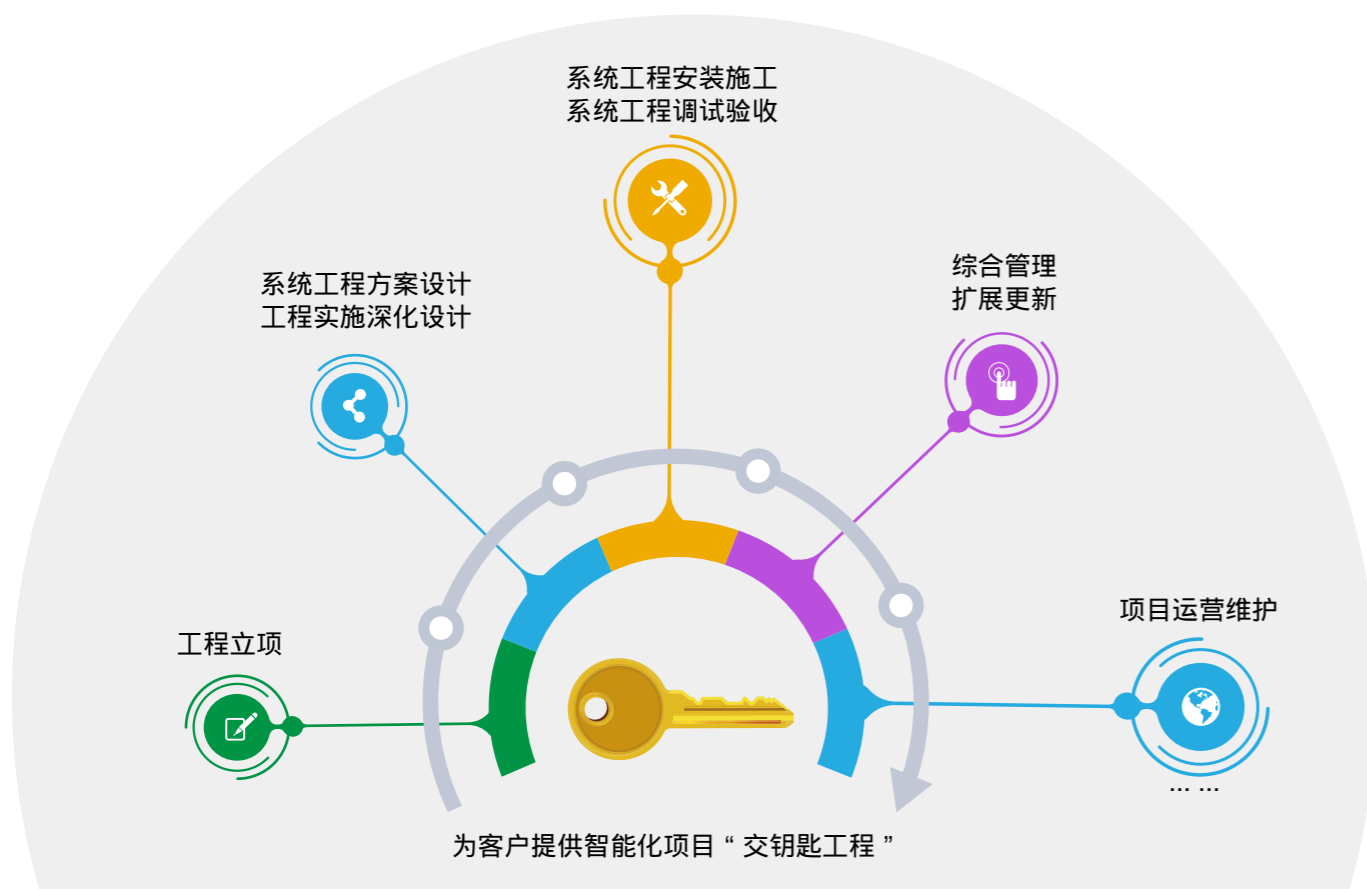 系统工程安装施工
系统工程调试验收
综合管理
扩展更新
系统工程方案设计
工程实施深化设计
项目运营维护
工程立项
... ...
为客户提供智能化项目“交钥匙工程”